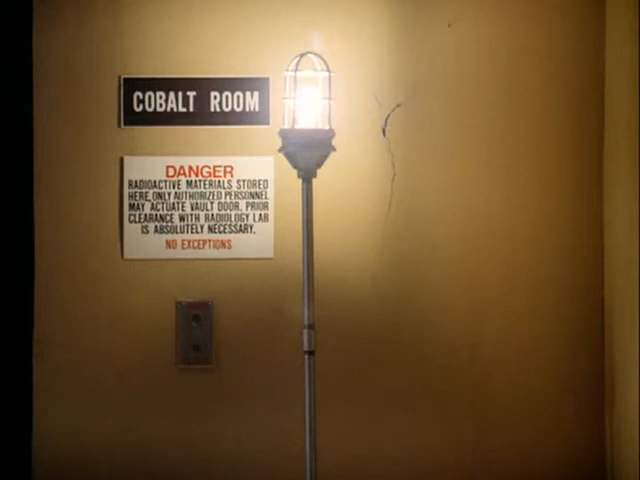 COBALT ROOM
DANGER
RADIOACTIVE MATERIALS STORED
HERE, ONLY AUTHORIZED PERSONNEL
MAY ACTUATE VAULT DOOR. PRIOR
CLEARANCE WITH RADIOLOGY LAB
IS ABSOLUTELY NECESSARY.
NO EXCEPTIONS